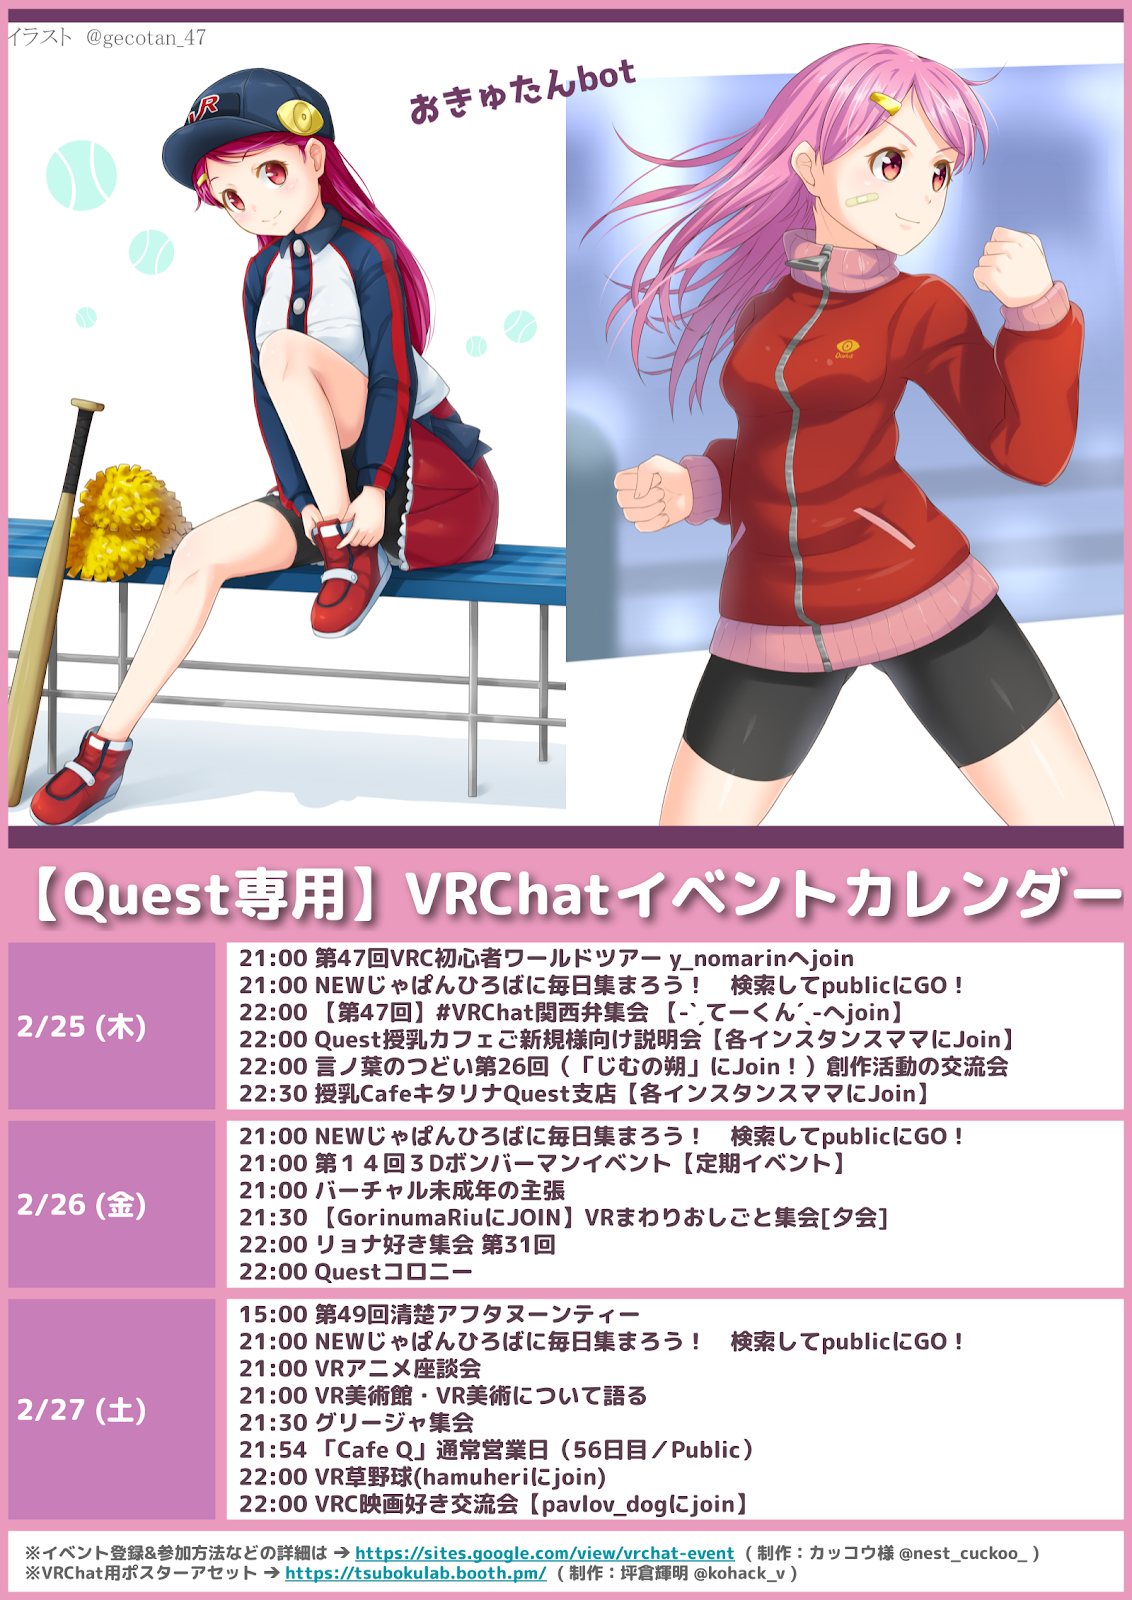 イラスト @gecotan_47
おきゅたんbot
VR
Quest
【Quest専用】VRChatイベントカレンダー
2/25 (木)
21:00 第47回VRC初心者ワールドツアー y_nomarinへjoin
21:00 NEWじゃぱんひろばに毎日集まろう！　検索してpublicにGO！
22:00 【第47回】#VRChat関西弁集会 【-`ˏてーくん´ˎ-へjoin】
22:00 Quest授乳カフェご新規様向け説明会【各インスタンスママにJoin】
22:00 言ノ葉のつどい第26回（「じむの朔」にJoin！）創作活動の交流会
22:30 授乳CafeキタリナQuest支店【各インスタンスママにJoin】
2/26 (金)
21:00 NEWじゃぱんひろばに毎日集まろう！　検索してpublicにGO！
21:00 第１４回３Dボンバーマンイベント【定期イベント】
21:00 バーチャル未成年の主張
21:30 【GorinumaRiuにJOIN】VRまわりおしごと集会[夕会]
22:00 リョナ好き集会 第31回
22:00 Questコロニー
2/27 (土)
15:00 第49回清楚アフタヌーンティー
21:00 NEWじゃぱんひろばに毎日集まろう！　検索してpublicにGO！
21:00 VRアニメ座談会
21:00 VR美術館・VR美術について語る
21:30 グリージャ集会
21:54 「Cafe Q」通常営業日（56日目／Public）
22:00 VR草野球(hamuheriにjoin)
22:00 VRC映画好き交流会【pavlov_dogにjoin】
※イベント登録&参加方法などの詳細は ➔ https://sites.google.com/view/vrchat-event ( 制作：カッコウ様 @nest_cuckoo_ )
※VRChat用ポスターアセット ➔ https://tsubokulab.booth.pm/ ( 制作：坪倉輝明 @kohack_v )